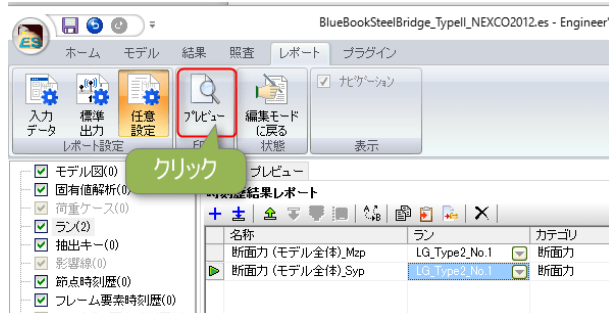 BlueBookSteelBridge_TypeII_NEXCO2012.es - Engineer'
ES
ホーム モデル 結果 照査 レポート プラグイン
入力データ
標準出力
任意設定
プレビュー
編集モードに戻る
ナビゲーション
レポート設定 状態 表示
クリック
モデル図(0)
プレビュー
固有値解析(0)
結果レポート
荷重ケース(0)
ラン(2)
名称 ラン カテゴリ
抽出キー(0)
断面力 (モデル全体)_Mzp LG_Type2_No.1 断面力
影響線(0)
断面力 (モデル全体)_Syp LG_Type2_No.1 断面力
節点時刻歴(0)
フレーム要素時刻歴(0)